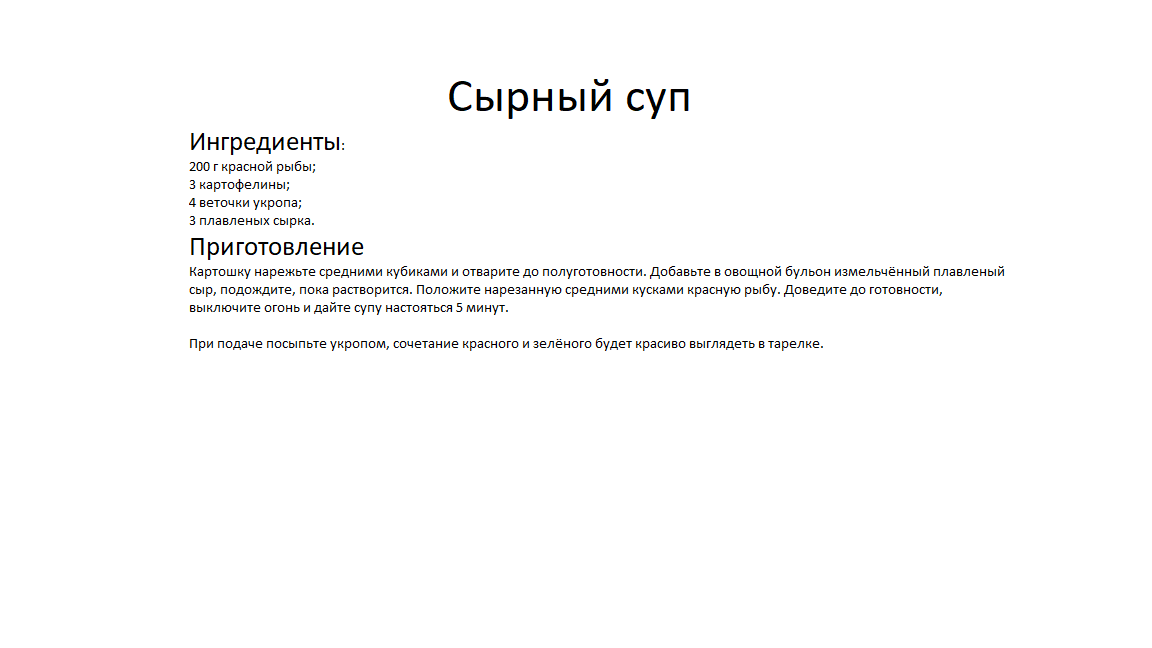 Сырный суп
Ингредиенты:
200 г красной рыбы;
3 картофелины;
4 веточки укропа;
3 плавленых сырка.
Приготовление
Картошку нарежьте средними кубиками и отварите до полуготовности. Добавьте в овощной бульон измельчённый плавленый
сыр, подождите, пока растворится. Положите нарезанную средними кусками красную рыбу. Доведите до готовности,
выключите огонь и дайте супу настояться 5 минут.
При подаче посыпьте укропом, сочетание красного и зелёного будет красиво выглядеть в тарелке.